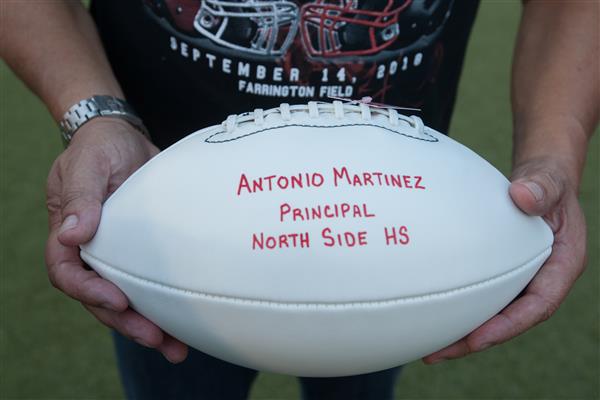 SEPTEMBER 14, 2018
FARRINGTON FIELD
ANTONIO MARTINEZ
PRINCIPAL
NORTH SIDE HS